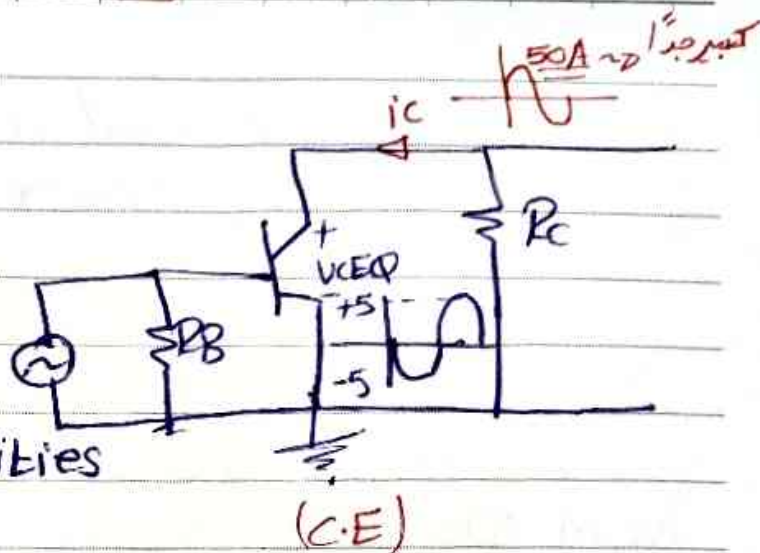 50A ~> كبير جداً
ic
RC
+
VCEQ
+5
RB
-5
ities
(C.E)